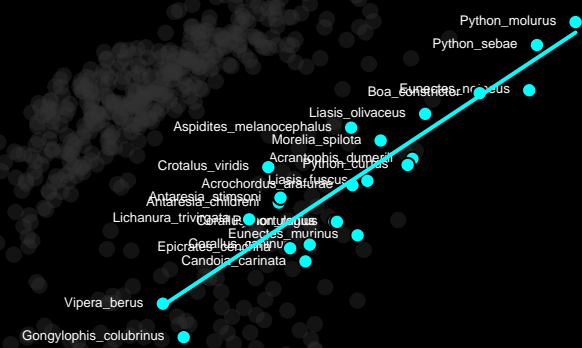 Python_molurus
Python_sebae
Boa_constrictor
Liasis_olivaceus
Aspidites_melanocephalus
Morelia_spilota
Acrantophis_dumerili
Crotalus_viridis
Python_curtus
Liasis_fuscus
Acrochordus_arafurae
Antaresia_stimsoni
Antaresia_childreni
Lichanura_trivirgata
Eunectes_murinus
Epicrates_cenchria
Candoia_carinata
Vipera_berus
Gongylophis_colubrinus